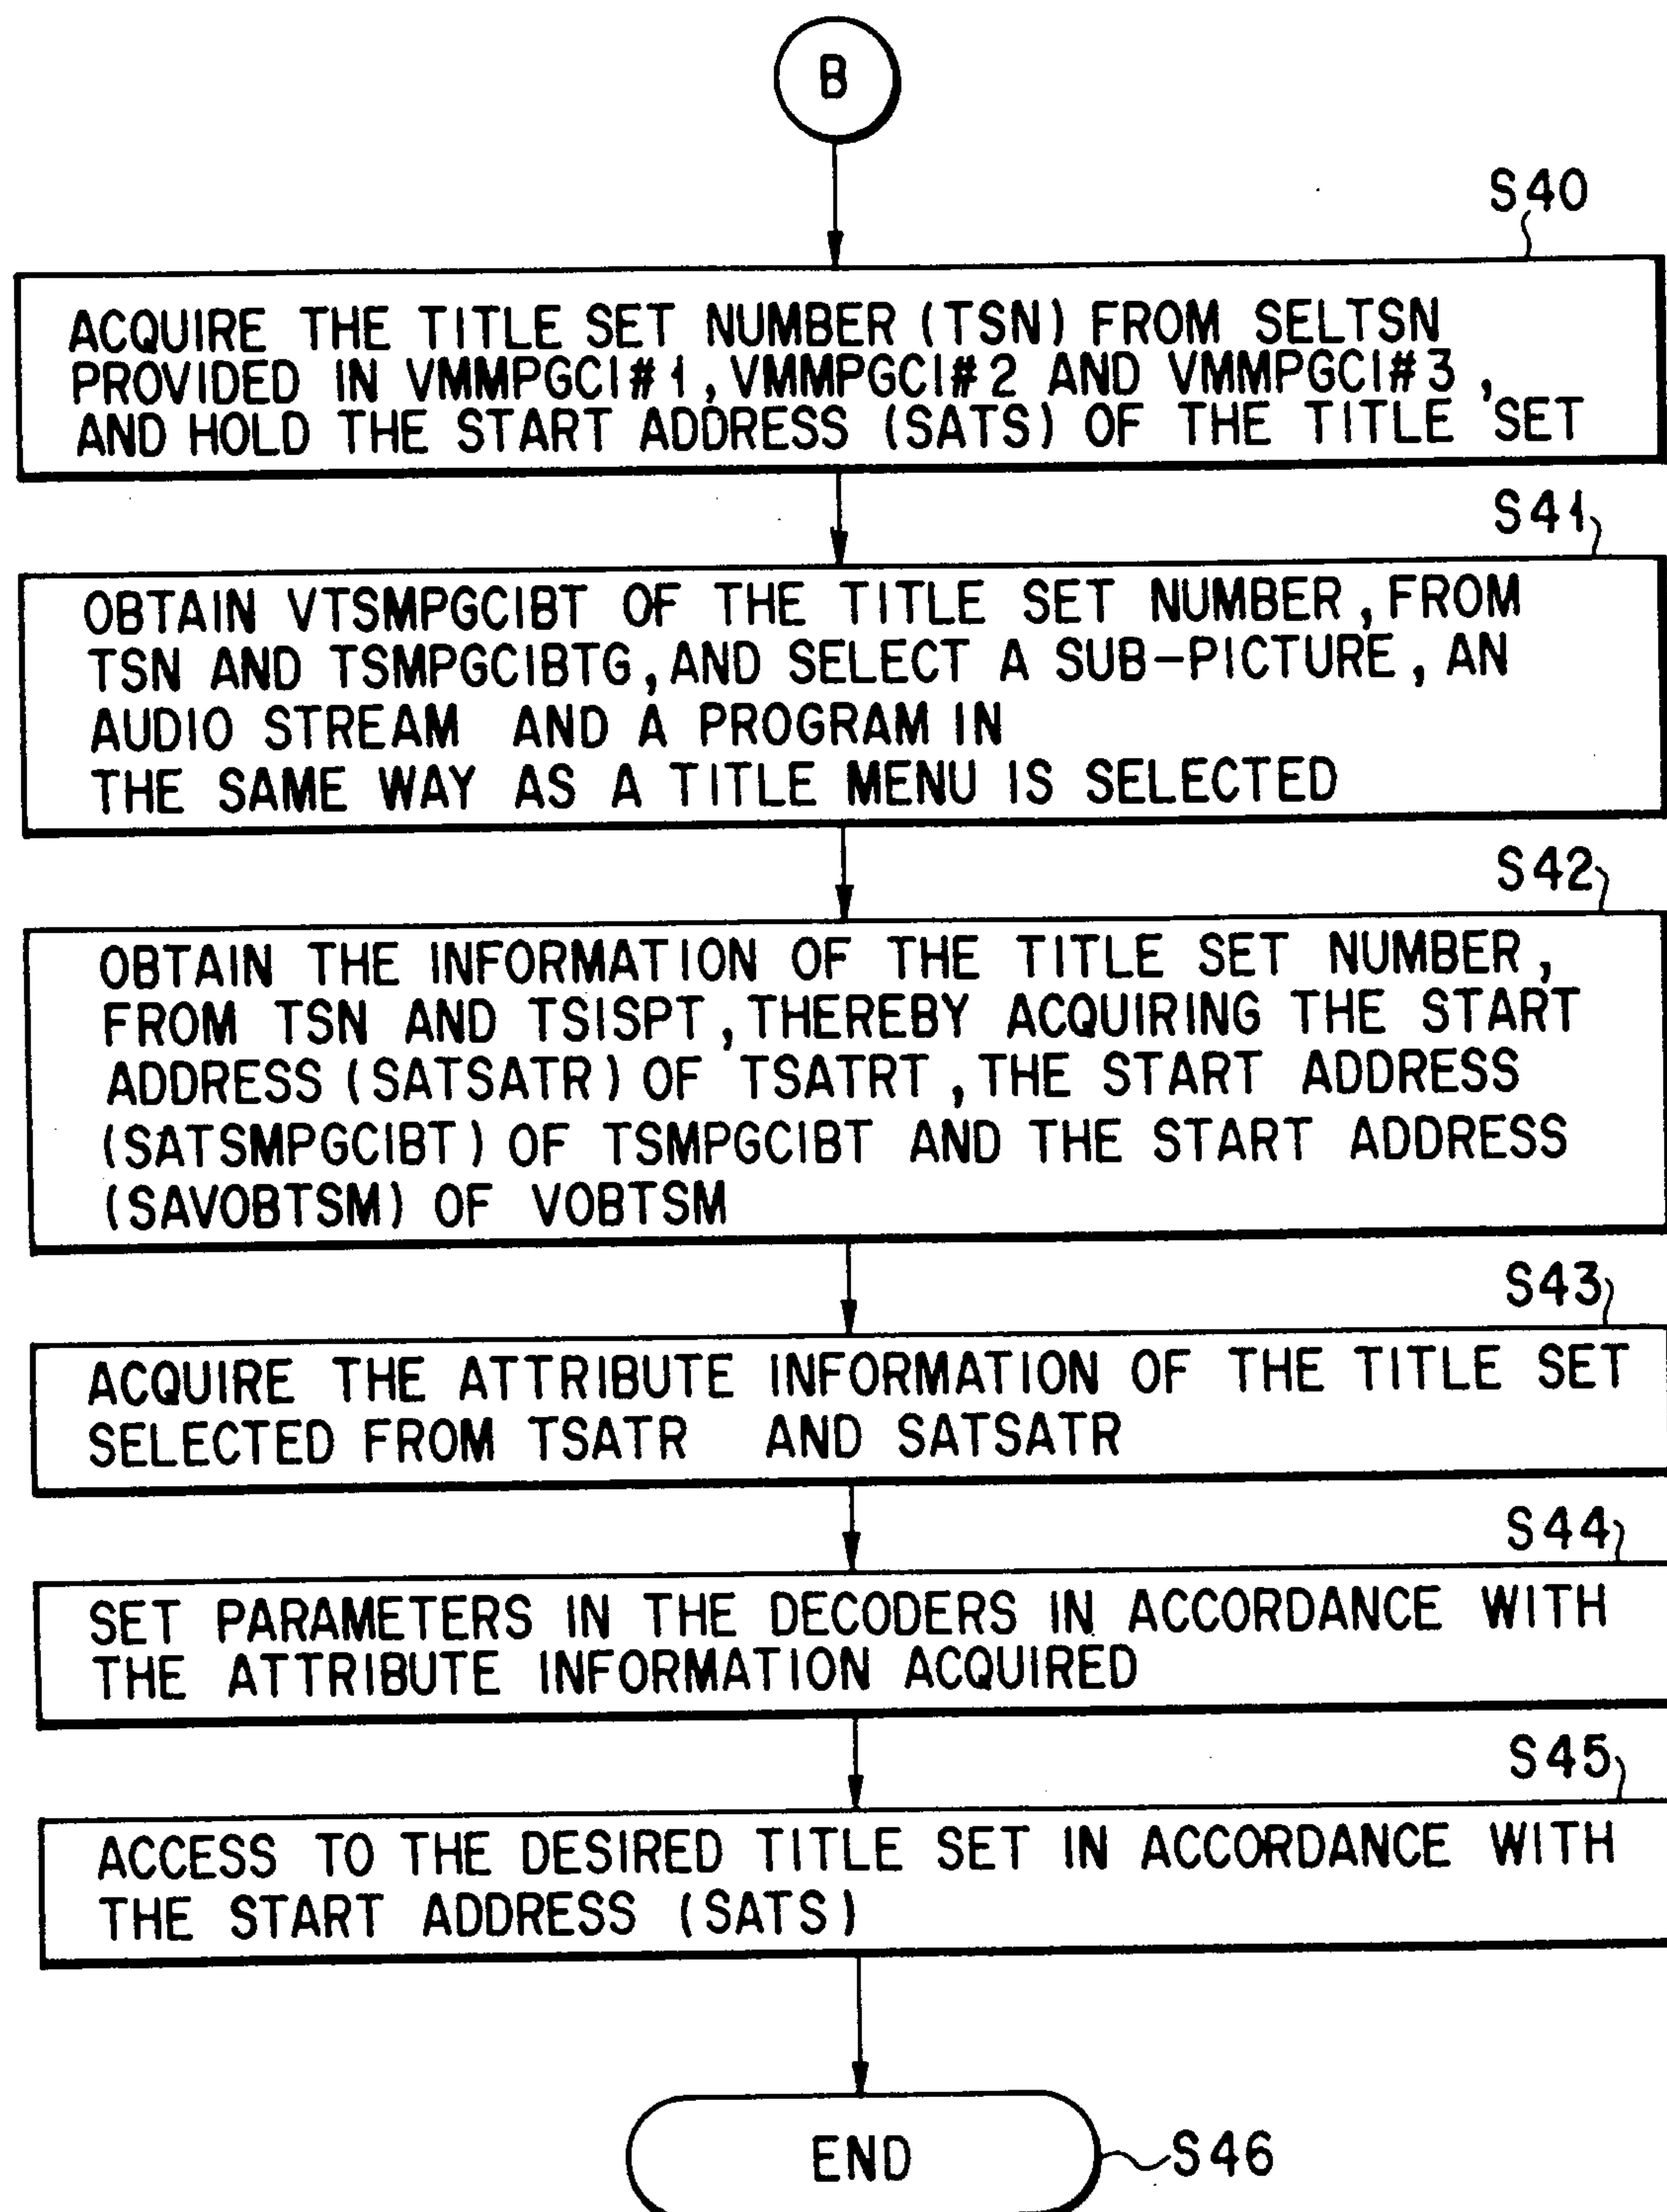 B
S40
ACQUIRE THE TITLE SET NUMBER (TSN) FROM SELTSN
PROVIDED IN VMMPGCI#1, VMMPGCI#2 AND VMMPGCI#3,
AND HOLD THE START ADDRESS (SATS) OF THE TITLE SET
S41
OBTAIN VTSMPGCIBT OF THE TITLE SET NUMBER, FROM
TSN AND TSMPGCIBTG, AND SELECT A SUB-PICTURE, AN
AUDIO STREAM AND A PROGRAM IN
THE SAME WAY AS A TITLE MENU IS SELECTED
S42
OBTAIN THE INFORMATION OF THE TITLE SET NUMBER,
FROM TSN AND TSISPT, THEREBY ACQUIRING THE START
ADDRESS (SATSATR) OF TSATRT, THE START ADDRESS
(SATSMPGCIBT) OF TSMPGCIBT AND THE START ADDRESS
(SAVOBTSM) OF VOBTSM
S43
ACQUIRE THE ATTRIBUTE INFORMATION OF THE TITLE SET
SELECTED FROM TSATR AND SATSATR
S44
SET PARAMETERS IN THE DECODERS IN ACCORDANCE WITH
THE ATTRIBUTE INFORMATION ACQUIRED
S45
ACCESS TO THE DESIRED TITLE SET IN ACCORDANCE WITH
THE START ADDRESS (SATS)
END
S46